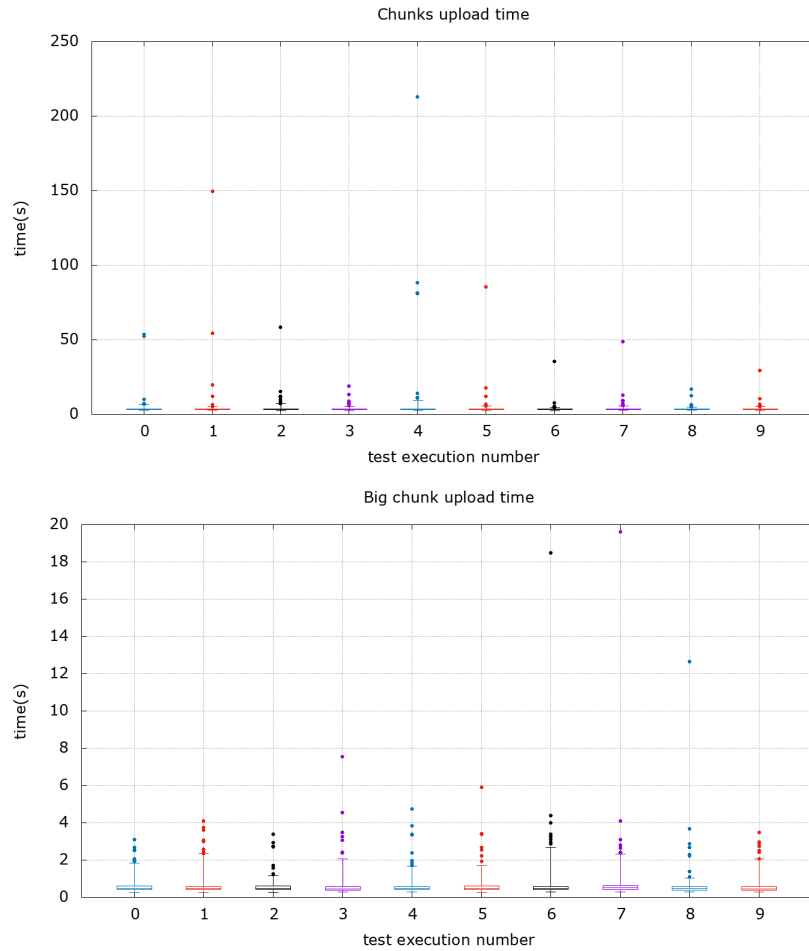 Chunks upload time
250
200
150
100
50
0
time(s)
0 1 2 3 4 5 6 7 8 9
test execution number
Big chunk upload time
20
18
16
14
12
10
8
6
4
2
0
time(s)
0 1 2 3 4 5 6 7 8 9
test execution number